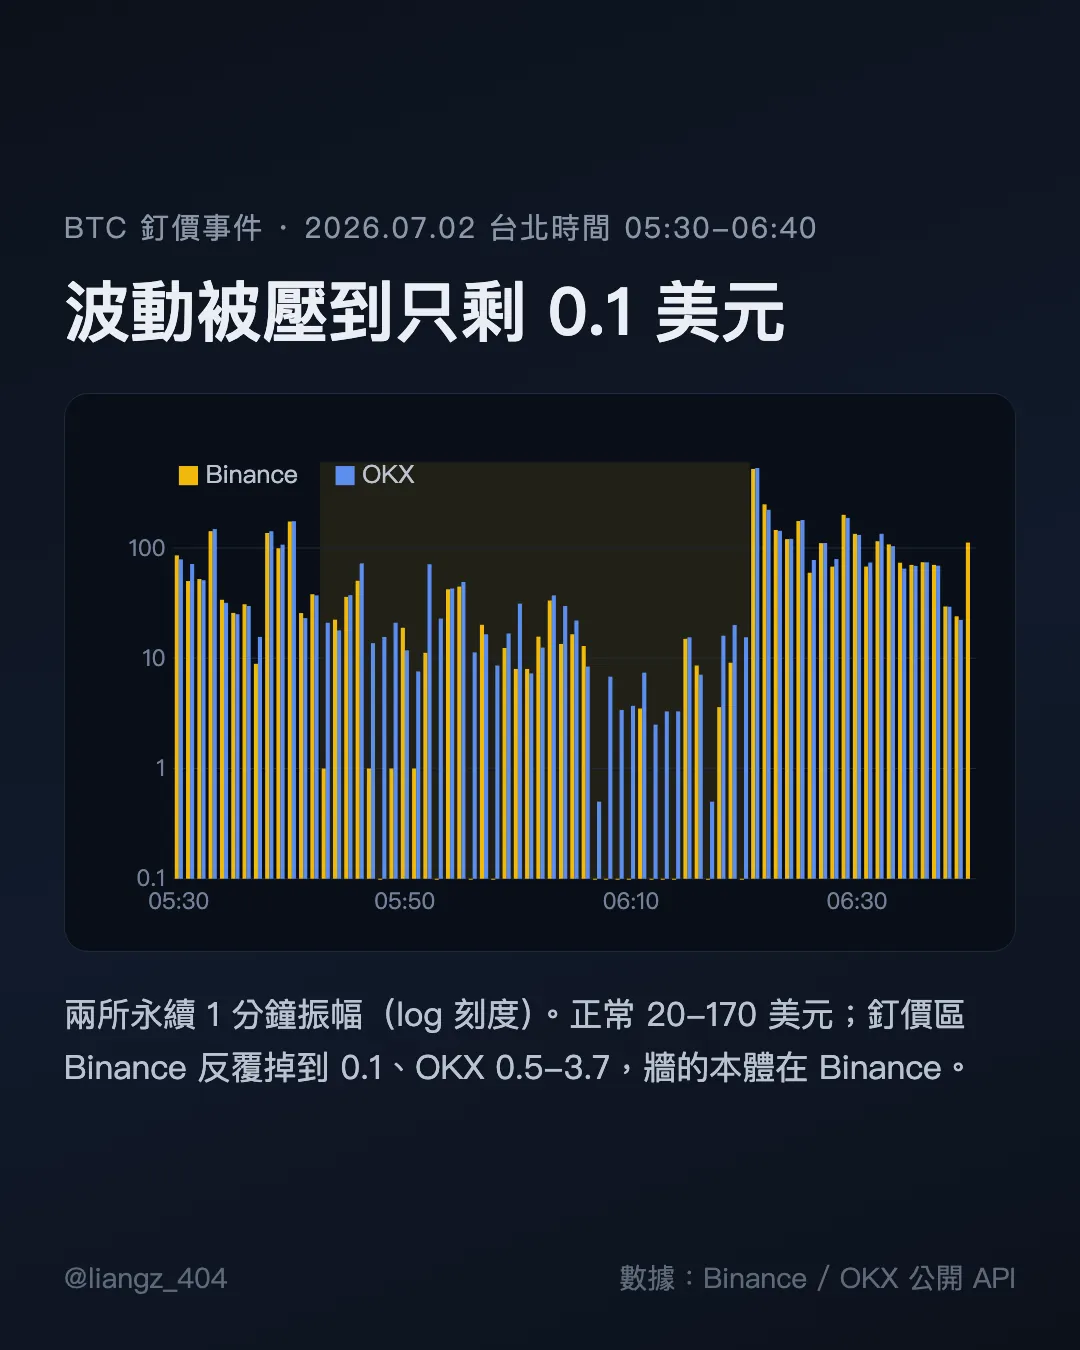 BTC 釘價事件 · 2026.07.02 台北時間 05:30–06:40
波動被壓到只剩 0.1 美元
Binance OKX
100
10
1
0.1
05:30 05:50 06:10 06:30
兩所永續 1 分鐘振幅（log 刻度）。正常 20–170 美元；釘價區
Binance 反覆掉到 0.1、OKX 0.5–3.7，牆的本體在 Binance。
@liangz_404
數據：Binance / OKX 公開 API